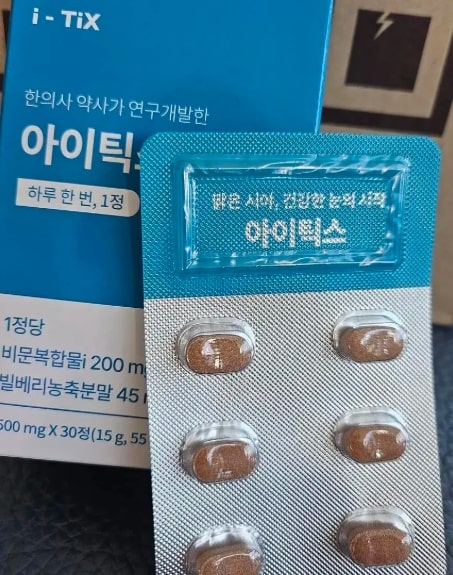 i - TiX
한의사 약사가 연구개발한
아이틱
하루 한 번, 1정
맑은 시야, 건강한 눈의 시작
아이틱스
1정당
비문복합물i 200 m
빌베리농축분말 45
500 mg X 30정(15 g, 55